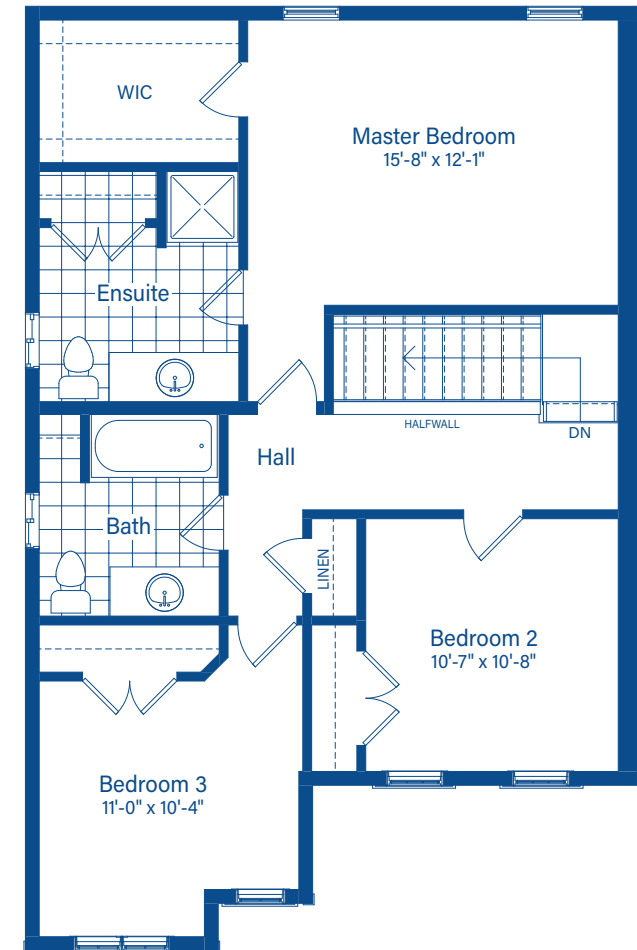 WIC
Master Bedroom
15'-8" x 12'-1"
Ensuite
HALFWALL
DN
Hall
Bath
LINEN
Bedroom 2
10'-7" x 10'-8"
Bedroom 3
11'-0" x 10'-4"